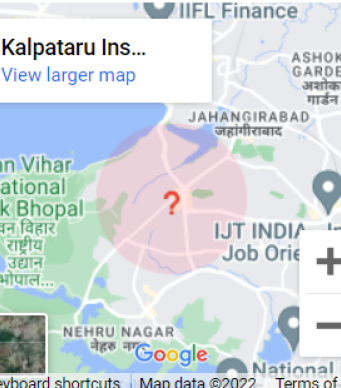 IIFL Finance
Kalpataru Ins...
View larger map
ASHOK
GARDE
अशोका
गार्डन
JAHANGIRABAD
जहांगीराबाद
n Vihar
ational
k Bhopal
वन विहार
राष्ट्रीय
उद्यान
भोपाल...
?
IJT INDIA
Job Orie
+
−
NEHRU NAGAR
नेहरू नगर
Google
National
eyboard shortcuts
Map data ©2022
Terms of